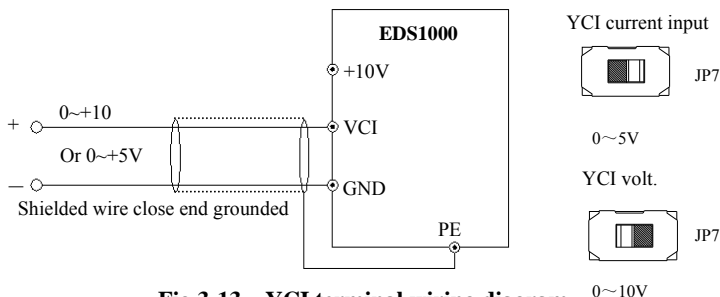 EDS1000
+10V
0~+10
+
VCI
Or 0~+5V
—
GND
Shielded wire close end grounded
PE
YCI current input
JP7
0～5V
YCI volt.
JP7
0～10V
Fig.3-13 YCI terminal wiring diagram